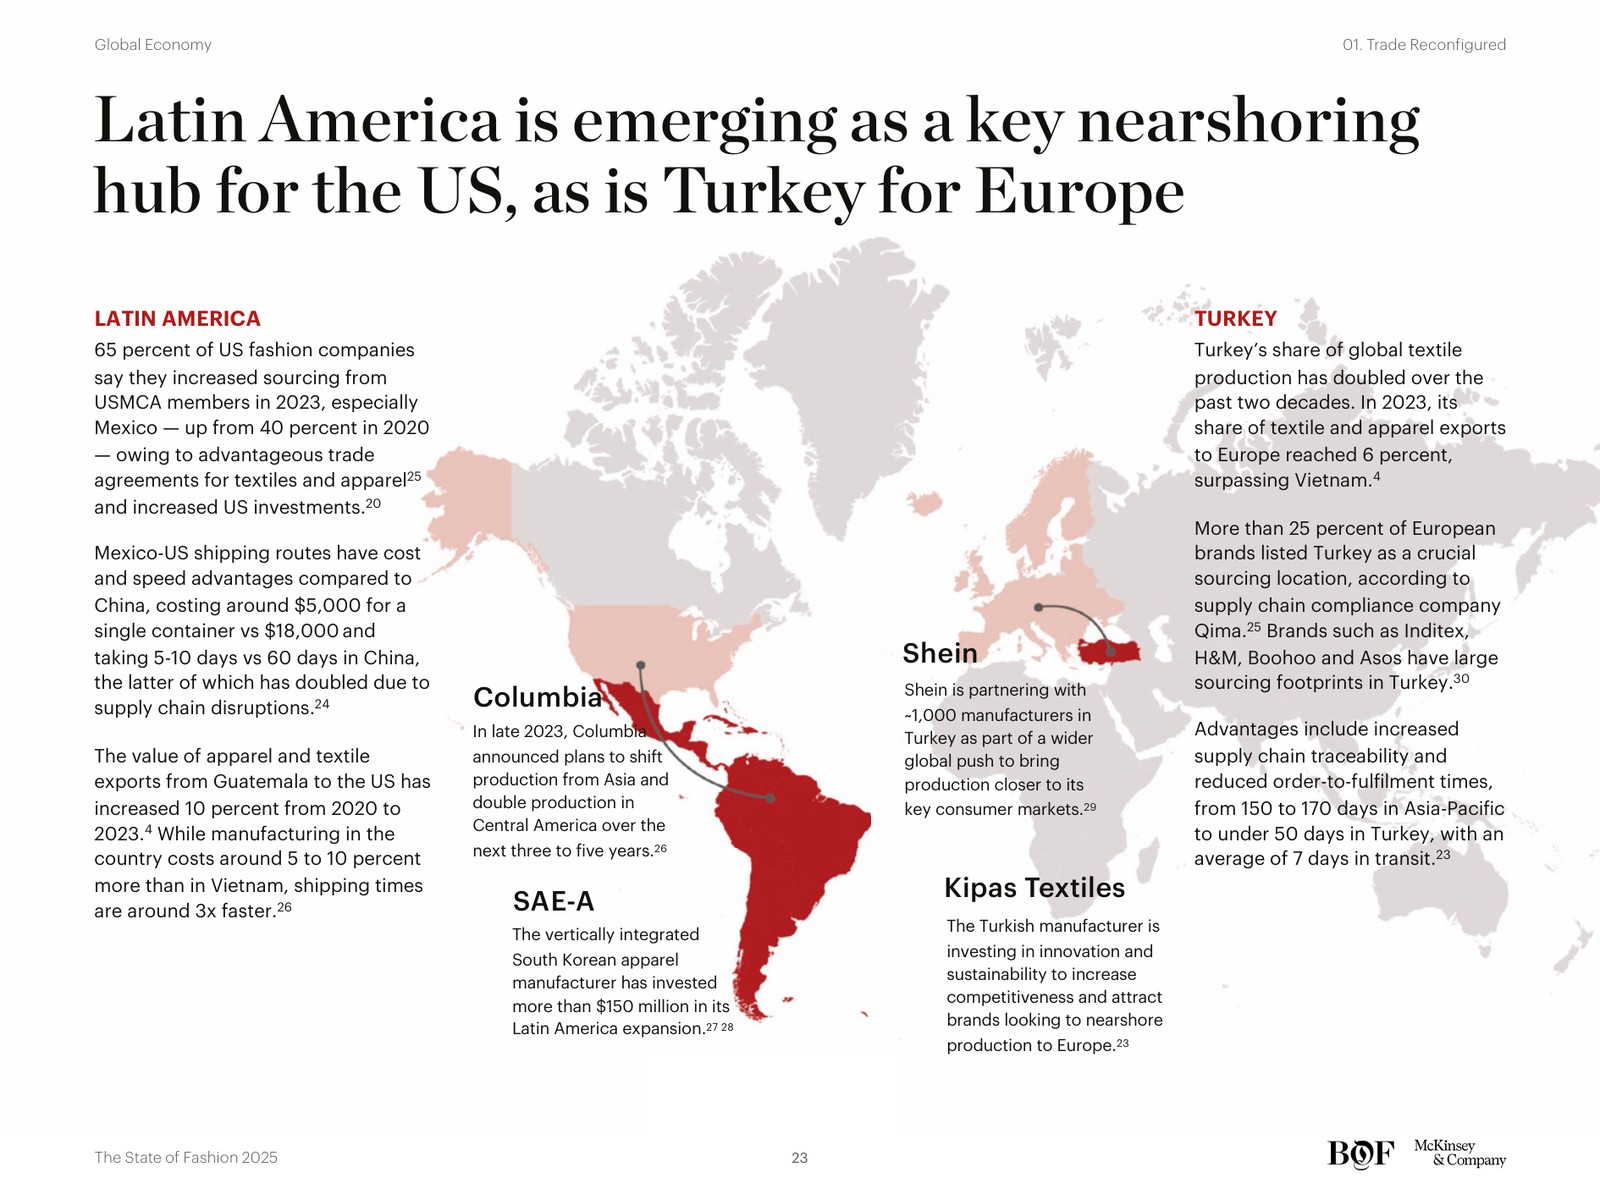 Global Economy
01. Trade Reconfigured
Latin America is emerging as a key nearshoring
hub for the US, as is Turkey for Europe
LATIN AMERICA
65 percent of US fashion companies
say they increased sourcing from
USMCA members in 2023, especially
Mexico — up from 40 percent in 2020
— owing to advantageous trade
agreements for textiles and apparel²⁵
and increased US investments.²⁰
Mexico-US shipping routes have cost
and speed advantages compared to
China, costing around $5,000 for a
single container vs $18,000 and
taking 5-10 days vs 60 days in China,
the latter of which has doubled due to
supply chain disruptions.²⁴
The value of apparel and textile
exports from Guatemala to the US has
increased 10 percent from 2020 to
2023.⁴ While manufacturing in the
country costs around 5 to 10 percent
more than in Vietnam, shipping times
are around 3x faster.²⁶
Columbia
In late 2023, Columbia
announced plans to shift
production from Asia and
double production in
Central America over the
next three to five years.²⁶
SAE-A
The vertically integrated
South Korean apparel
manufacturer has invested
more than $150 million in its
Latin America expansion.²⁷ ²⁸
Shein
Shein is partnering with
~1,000 manufacturers in
Turkey as part of a wider
global push to bring
production closer to its
key consumer markets.²⁹
Kipas Textiles
The Turkish manufacturer is
investing in innovation and
sustainability to increase
competitiveness and attract
brands looking to nearshore
production to Europe.²³
TURKEY
Turkey’s share of global textile
production has doubled over the
past two decades. In 2023, its
share of textile and apparel exports
to Europe reached 6 percent,
surpassing Vietnam.⁴
More than 25 percent of European
brands listed Turkey as a crucial
sourcing location, according to
supply chain compliance company
Qima.²⁵ Brands such as Inditex,
H&M, Boohoo and Asos have large
sourcing footprints in Turkey.³⁰
Advantages include increased
supply chain traceability and
reduced order-to-fulfilment times,
from 150 to 170 days in Asia-Pacific
to under 50 days in Turkey, with an
average of 7 days in transit.²³
The State of Fashion 2025
23
BOF
McKinsey
& Company